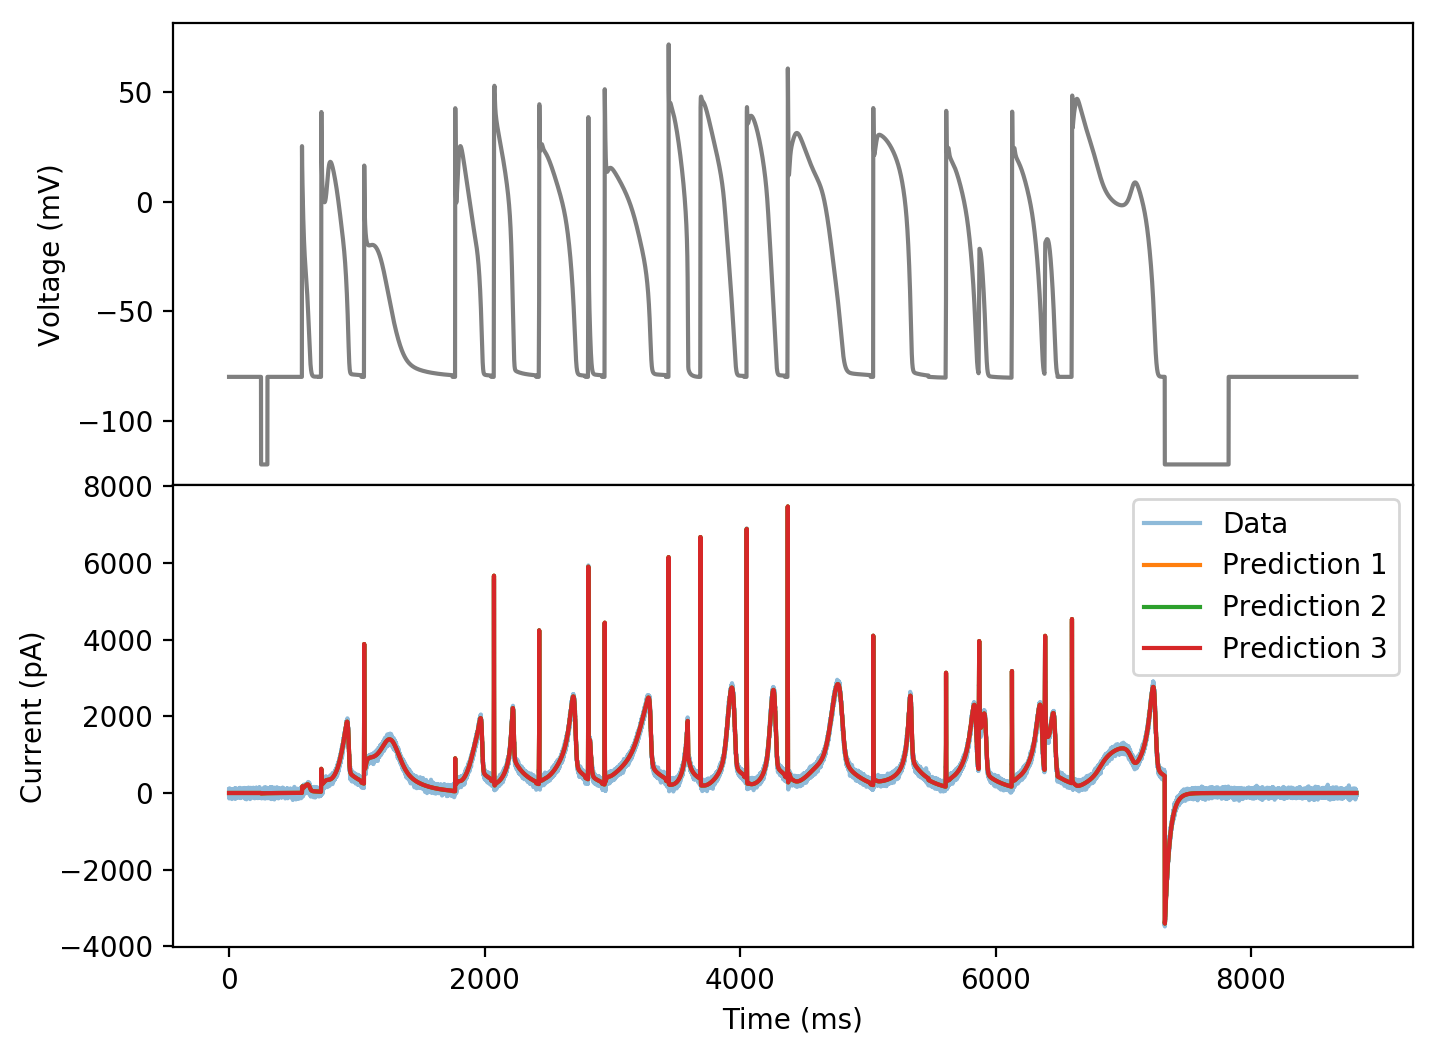 50
0
−50
−100
Voltage (mV)
8000
6000
4000
2000
0
−2000
−4000
Current (pA)
Data
Prediction 1
Prediction 2
Prediction 3
0
2000
4000
6000
8000
Time (ms)